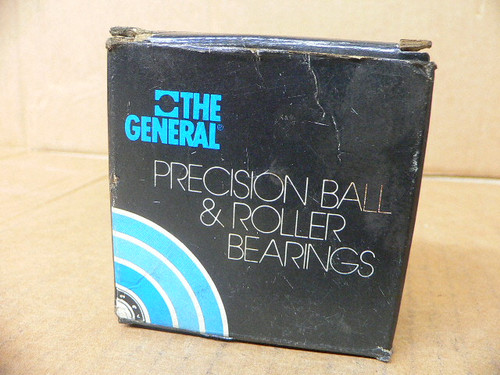 THE
GENERAL®
PRECISION BALL
& ROLLER
BEARINGS